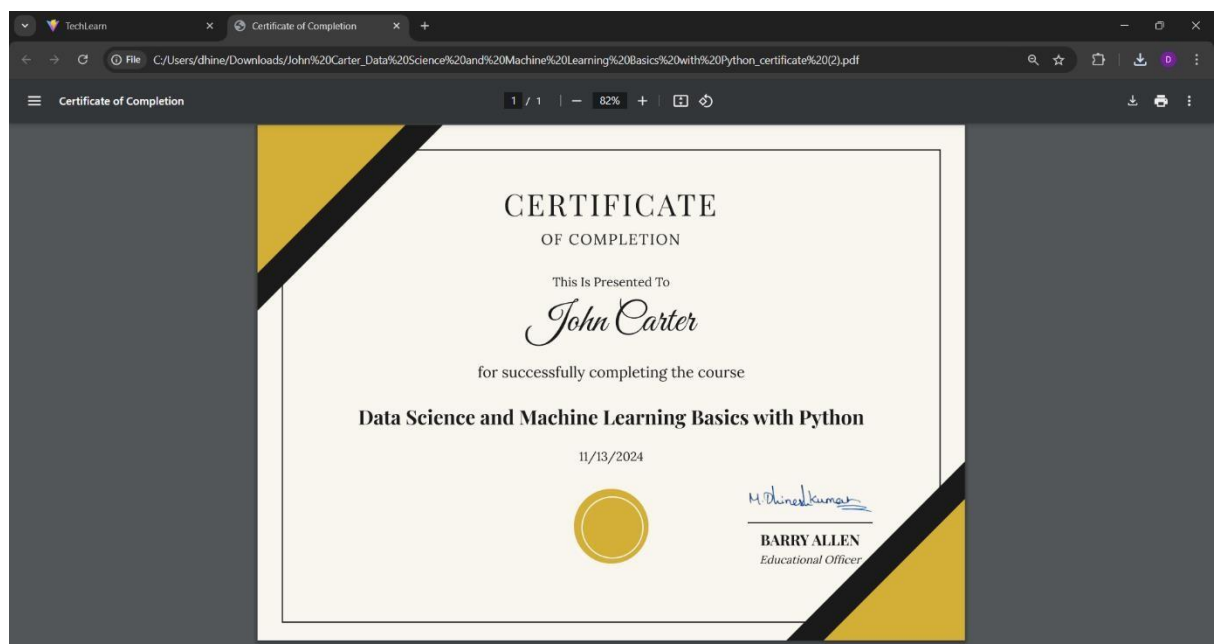 TechLearn
Certificate of Completion
File C:/Users/dhine/Downloads/John%20Carter_Data%20Science%20and%20Machine%20Learning%20Basics%20with%20Python_certificate%20(2).pdf
D
Certificate of Completion
1 / 1
82%
CERTIFICATE
OF COMPLETION
This Is Presented To
John Carter
for successfully completing the course
Data Science and Machine Learning Basics with Python
11/13/2024
M.Dhineshkumar
BARRY ALLEN
Educational Officer